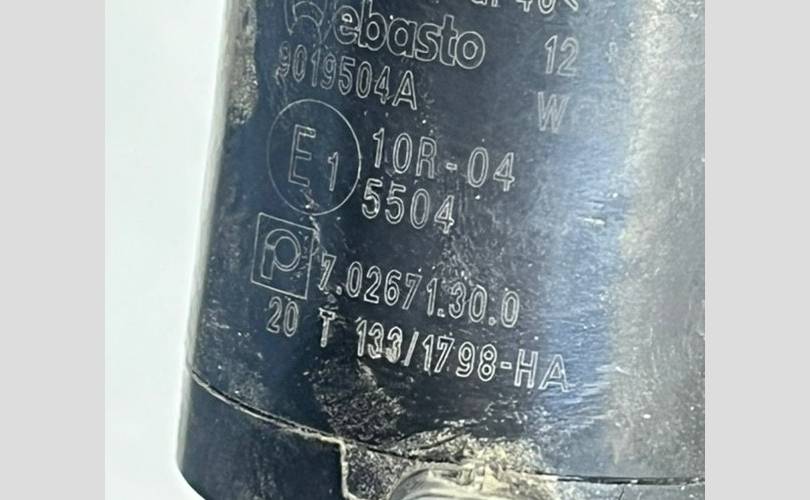 Webasto
12
9019504A
E1
10R-04
5504
7.02671.30.0
20 T 133/1798-HA